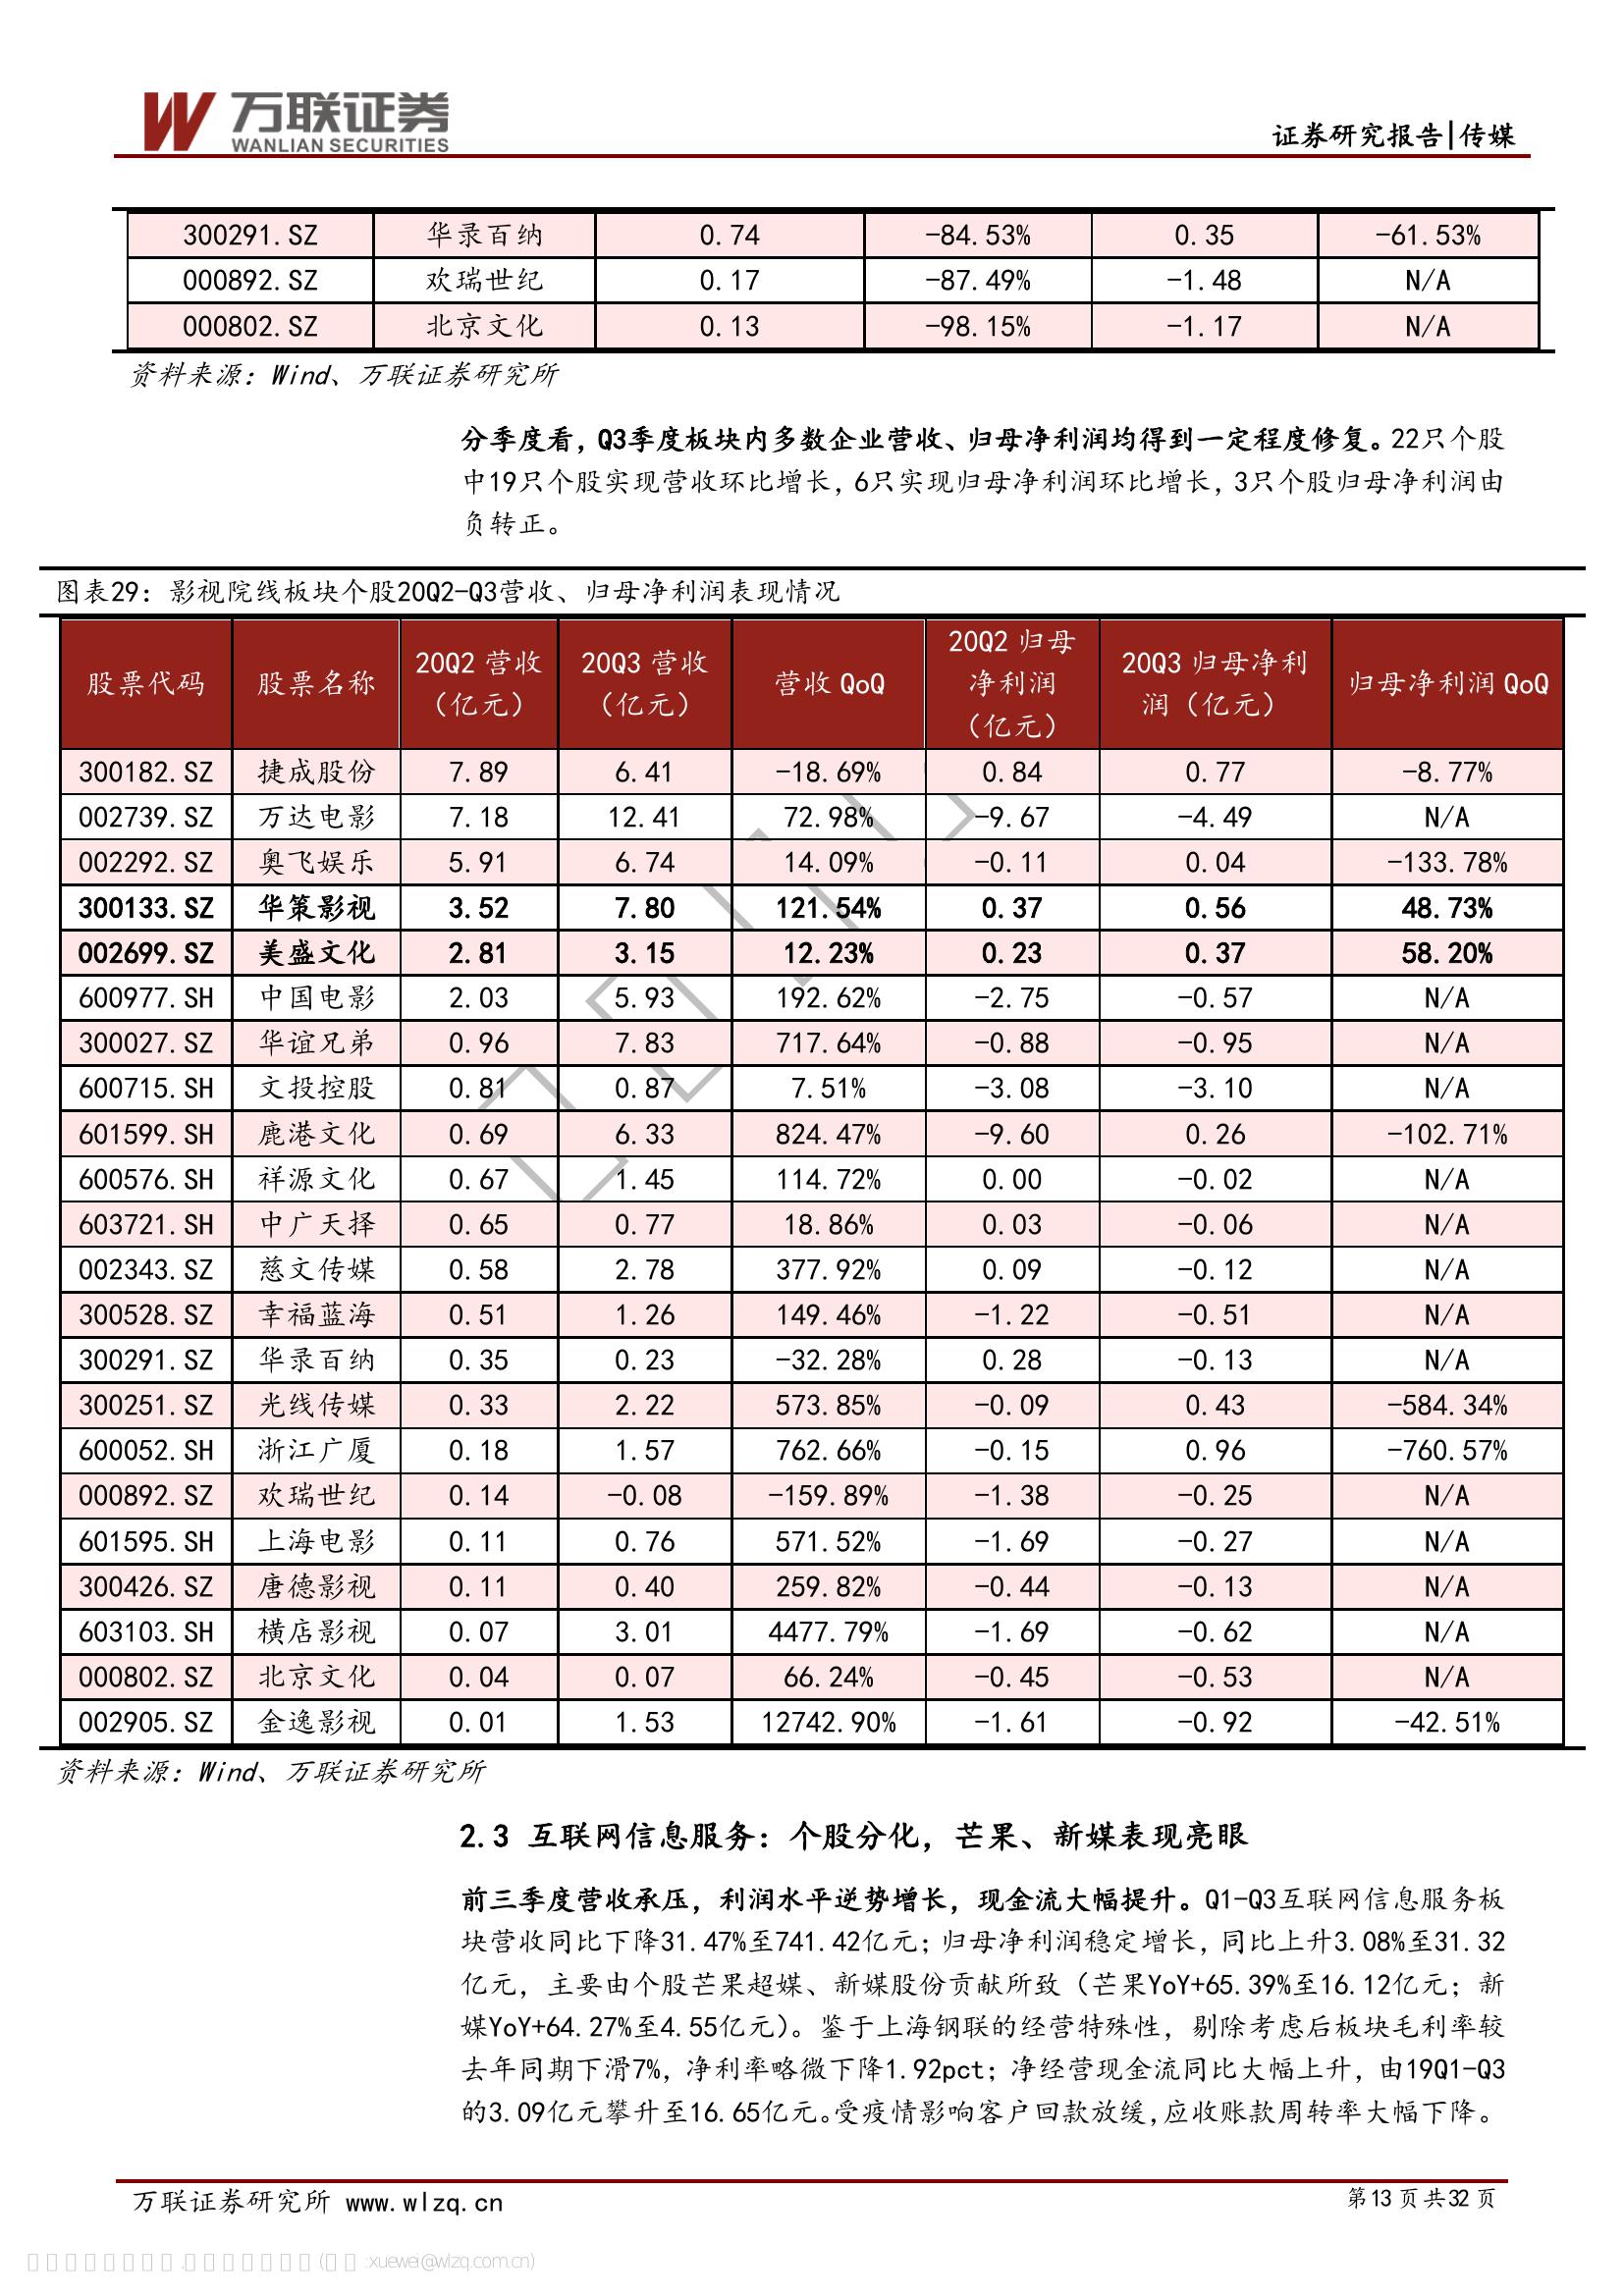 万联证券
WANLIAN SECURITIES
证券研究报告|传媒
300291.SZ 华录百纳 0.74 -84.53% 0.35 -61.53%
000892.SZ 欢瑞世纪 0.17 -87.49% -1.48 N/A
000802.SZ 北京文化 0.13 -98.15% -1.17 N/A
资料来源：Wind、万联证券研究所
分季度看，Q3季度板块内多数企业营收、归母净利润均得到一定程度修复。22只个股
中19只个股实现营收环比增长，6只实现归母净利润环比增长，3只个股归母净利润由
负转正。
图表29：影视院线板块个股20Q2-Q3营收、归母净利润表现情况
股票代码 股票名称 20Q2 营收（亿元） 20Q3 营收（亿元） 营收 QoQ 20Q2 归母净利润（亿元） 20Q3 归母净利润（亿元） 归母净利润 QoQ
300182.SZ 捷成股份 7.89 6.41 -18.69% 0.84 0.77 -8.77%
002739.SZ 万达电影 7.18 12.41 72.98% -9.67 -4.49 N/A
002292.SZ 奥飞娱乐 5.91 6.74 14.09% -0.11 0.04 -133.78%
300133.SZ 华策影视 3.52 7.80 121.54% 0.37 0.56 48.73%
002699.SZ 美盛文化 2.81 3.15 12.23% 0.23 0.37 58.20%
600977.SH 中国电影 2.03 5.93 192.62% -2.75 -0.57 N/A
300027.SZ 华谊兄弟 0.96 7.83 717.64% -0.88 -0.95 N/A
600715.SH 文投控股 0.81 0.87 7.51% -3.08 -3.10 N/A
601599.SH 鹿港文化 0.69 6.33 824.47% -9.60 0.26 -102.71%
600576.SH 祥源文化 0.67 1.45 114.72% 0.00 -0.02 N/A
603721.SH 中广天择 0.65 0.77 18.86% 0.03 -0.06 N/A
002343.SZ 慈文传媒 0.58 2.78 377.92% 0.09 -0.12 N/A
300528.SZ 幸福蓝海 0.51 1.26 149.46% -1.22 -0.51 N/A
300291.SZ 华录百纳 0.35 0.23 -32.28% 0.28 -0.13 N/A
300251.SZ 光线传媒 0.33 2.22 573.85% -0.09 0.43 -584.34%
600052.SH 浙江广厦 0.18 1.57 762.66% -0.15 0.96 -760.57%
000892.SZ 欢瑞世纪 0.14 -0.08 -159.89% -1.38 -0.25 N/A
601595.SH 上海电影 0.11 0.76 571.52% -1.69 -0.27 N/A
300426.SZ 唐德影视 0.11 0.40 259.82% -0.44 -0.13 N/A
603103.SH 横店影视 0.07 3.01 4477.79% -1.69 -0.62 N/A
000802.SZ 北京文化 0.04 0.07 66.24% -0.45 -0.53 N/A
002905.SZ 金逸影视 0.01 1.53 12742.90% -1.61 -0.92 -42.51%
资料来源：Wind、万联证券研究所
2.3 互联网信息服务：个股分化，芒果、新媒表现亮眼
前三季度营收承压，利润水平逆势增长，现金流大幅提升。Q1-Q3互联网信息服务板
块营收同比下降31.47%至741.42亿元；归母净利润稳定增长，同比上升3.08%至31.32
亿元，主要由个股芒果超媒、新媒股份贡献所致（芒果YoY+65.39%至16.12亿元；新
媒YoY+64.27%至4.55亿元）。鉴于上海钢联的经营特殊性，剔除考虑后板块毛利率较
去年同期下滑7%，净利率略微下降1.92pct；净经营现金流同比大幅上升，由19Q1-Q3
的3.09亿元攀升至16.65亿元。受疫情影响客户回款放缓，应收账款周转率大幅下降。
万联证券研究所 www.wlzq.cn
第13 页 共32 页
:xuewei@wlzq.com.cn)